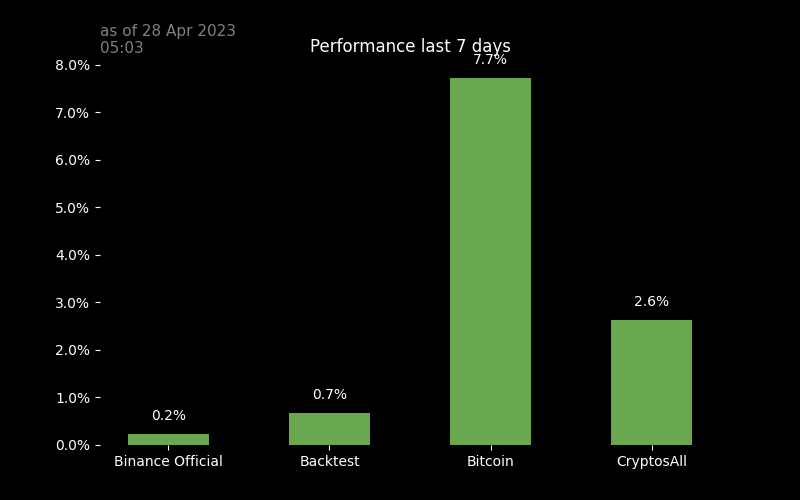 as of 28 Apr 2023
05:03
Performance last 7 days
8.0%
7.0%
6.0%
5.0%
4.0%
3.0%
2.0%
1.0%
0.0%
0.2%
0.7%
7.7%
2.6%
Binance Official
Backtest
Bitcoin
CryptosAll